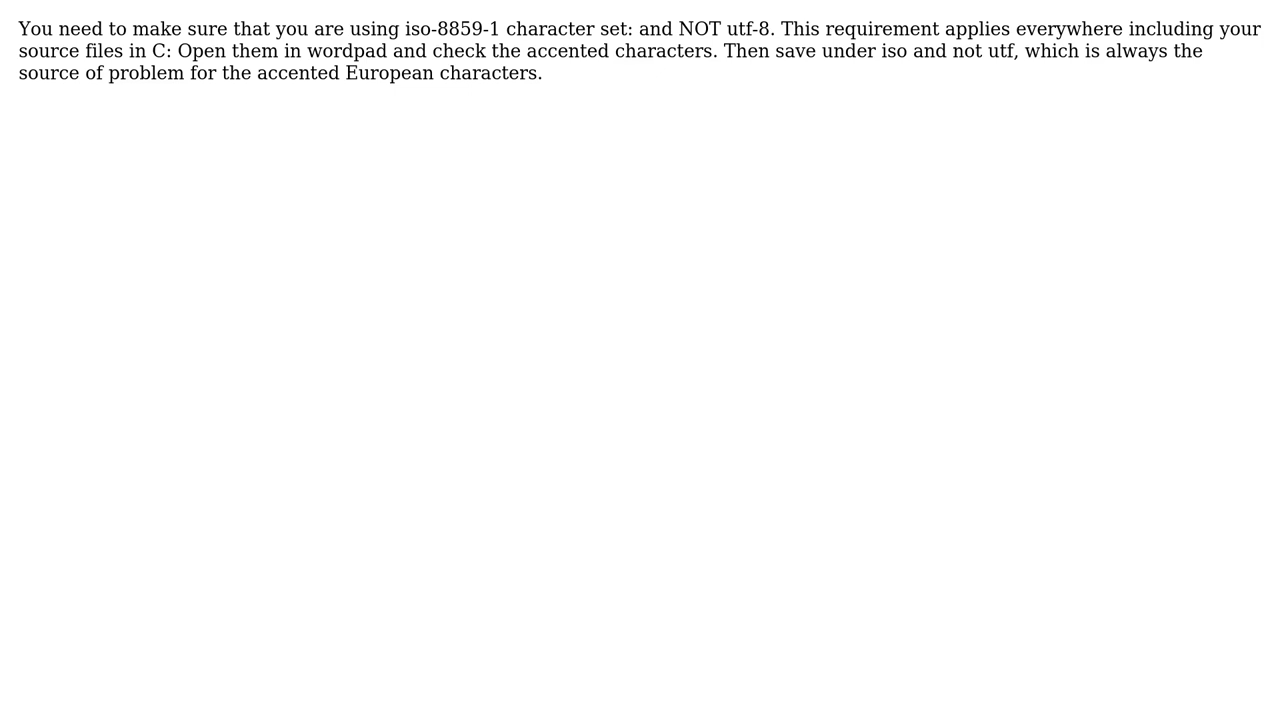 You need to make sure that you are using iso-8859-1 character set: and NOT utf-8. This requirement applies everywhere including your
source files in C: Open them in wordpad and check the accented characters. Then save under iso and not utf, which is always the
source of problem for the accented European characters.